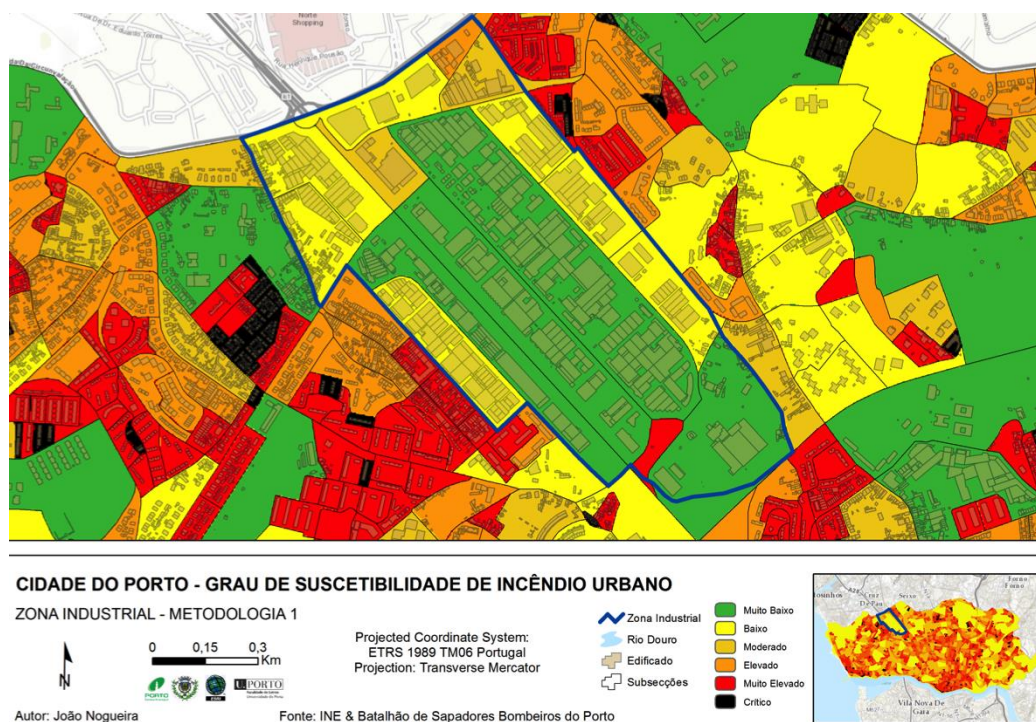 Norte
Shopping
CIDADE DO PORTO - GRAU DE SUSCETIBILIDADE DE INCÊNDIO URBANO
ZONA INDUSTRIAL - METODOLOGIA 1
N
0 0,15 0,3
Km
Projected Coordinate System:
ETRS 1989 TM06 Portugal
Projection: Transverse Mercator
Zona Industrial
Rio Douro
Edificado
Subsecções
Muito Baixo
Baixo
Moderado
Elevado
Muito Elevado
Crítico
PORTO
U.PORTO
Vila Nova De
Gaia
Autor: João Nogueira
Fonte: INE & Batalhão de Sapadores Bombeiros do Porto